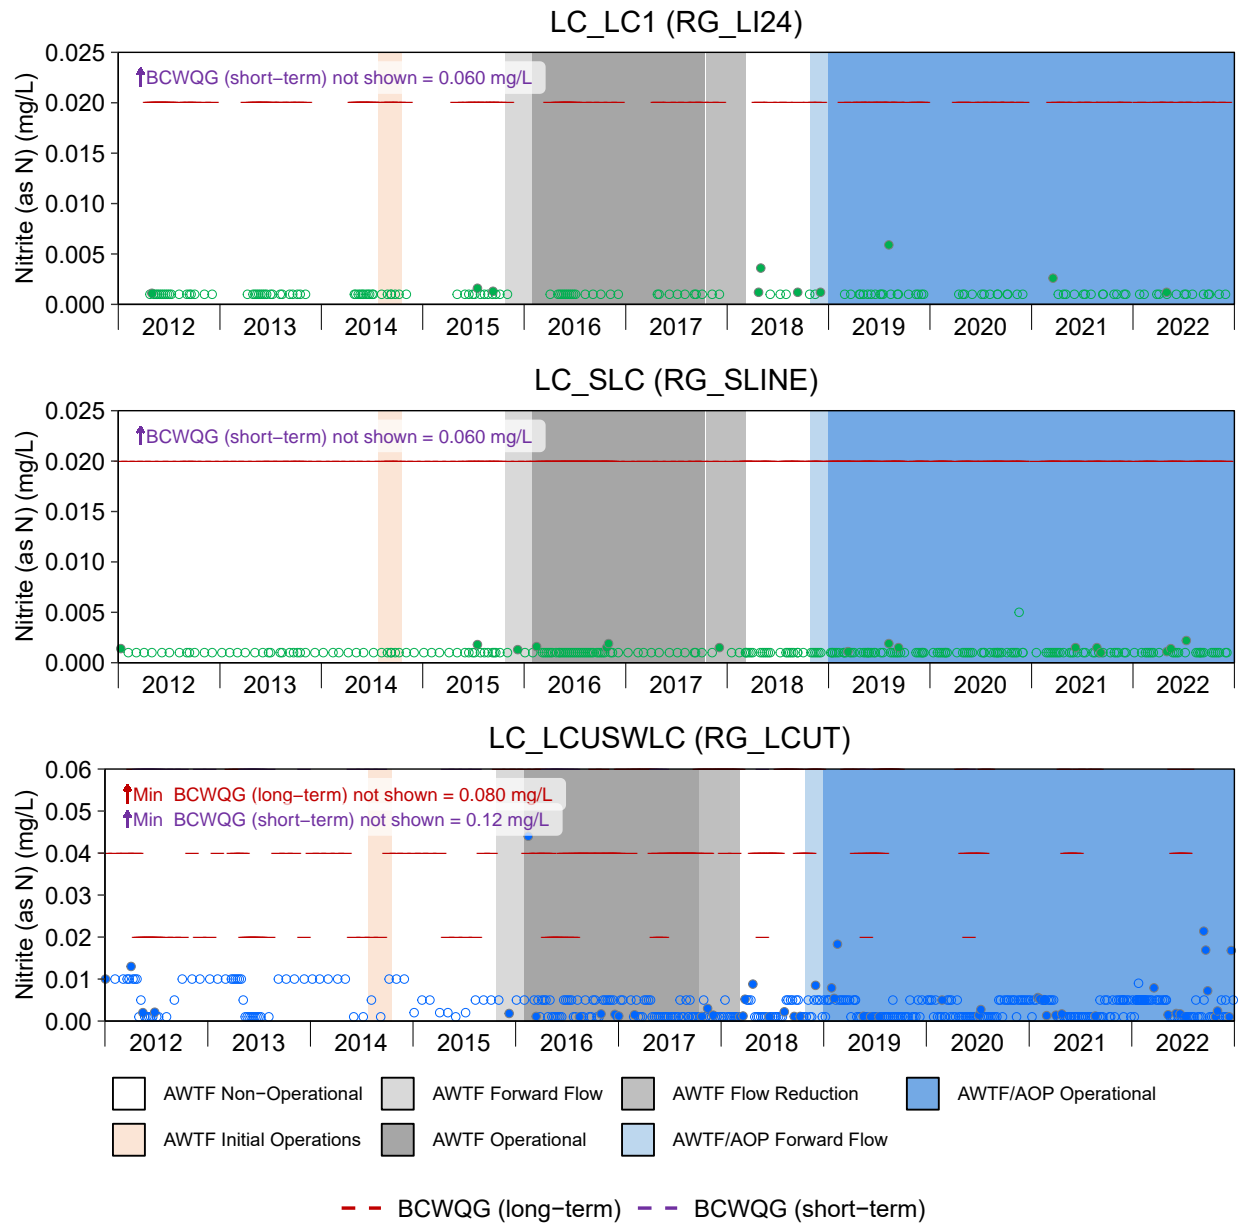 LC_LC1 (RG_LI24)
Nitrite (as N) (mg/L)
0.025
0.020
0.015
0.010
0.005
0.000
BCWQG (short−term) not shown = 0.060 mg/L
2012 2013 2014 2015 2016 2017 2018 2019 2020 2021 2022
LC_SLC (RG_SLINE)
Nitrite (as N) (mg/L)
0.025
0.020
0.015
0.010
0.005
0.000
BCWQG (short−term) not shown = 0.060 mg/L
2012 2013 2014 2015 2016 2017 2018 2019 2020 2021 2022
LC_LCUSWLC (RG_LCUT)
Nitrite (as N) (mg/L)
0.06
0.05
0.04
0.03
0.02
0.01
0.00
Min BCWQG (long−term) not shown = 0.080 mg/L
Min BCWQG (short−term) not shown = 0.12 mg/L
2012 2013 2014 2015 2016 2017 2018 2019 2020 2021 2022
AWTF Non−Operational AWTF Forward Flow AWTF Flow Reduction AWTF/AOP Operational
AWTF Initial Operations AWTF Operational AWTF/AOP Forward Flow
BCWQG (long−term) BCWQG (short−term)